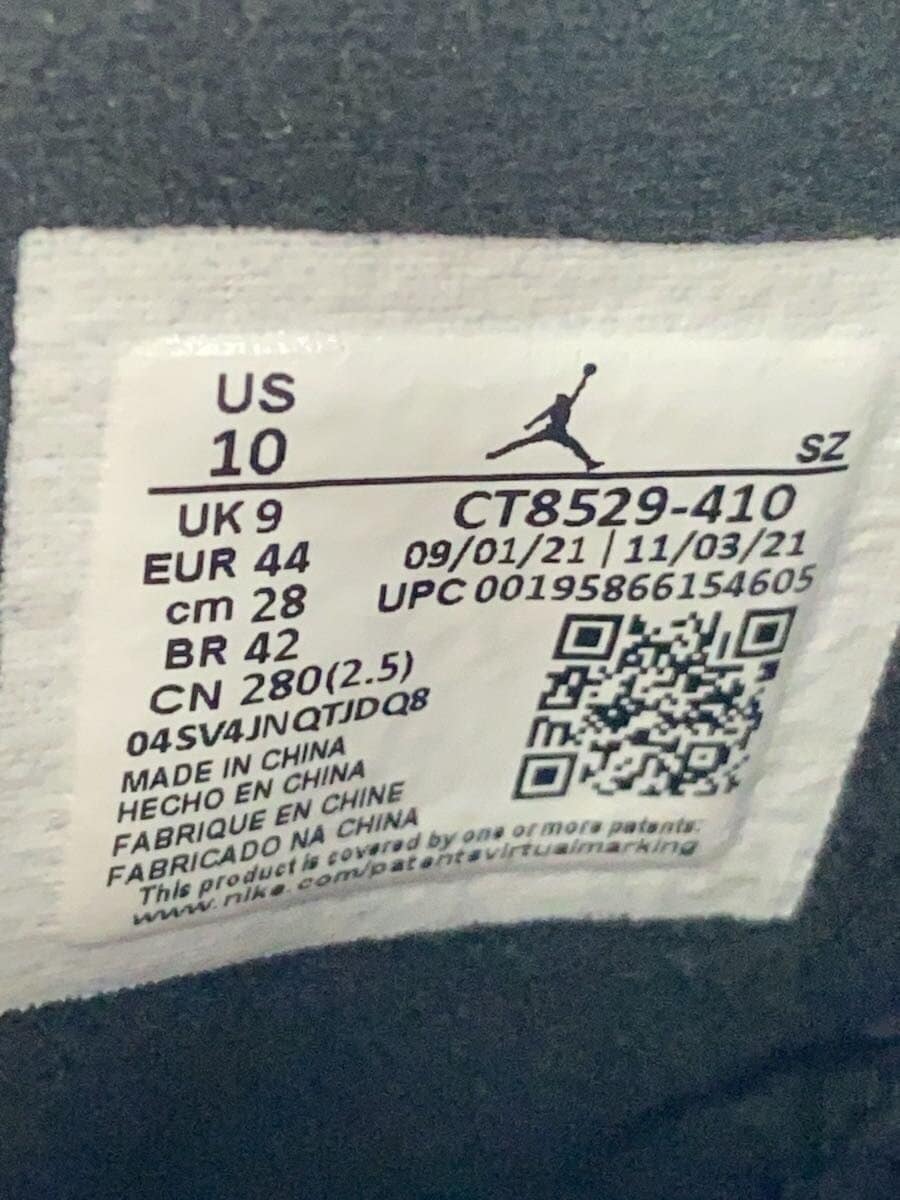 US
10
SZ
UK 9
EUR 44
cm 28
BR 42
CN 280(2.5)
CT8529-410
09/01/21 | 11/03/21
UPC 00195866154605
04SV4JNQTJDQ8
MADE IN CHINA
HECHO EN CHINA
FABRIQUE EN CHINE
FABRICADO NA CHINA
This product is covered by one or more patents:
www.nike.com/patentsvirtualmarking